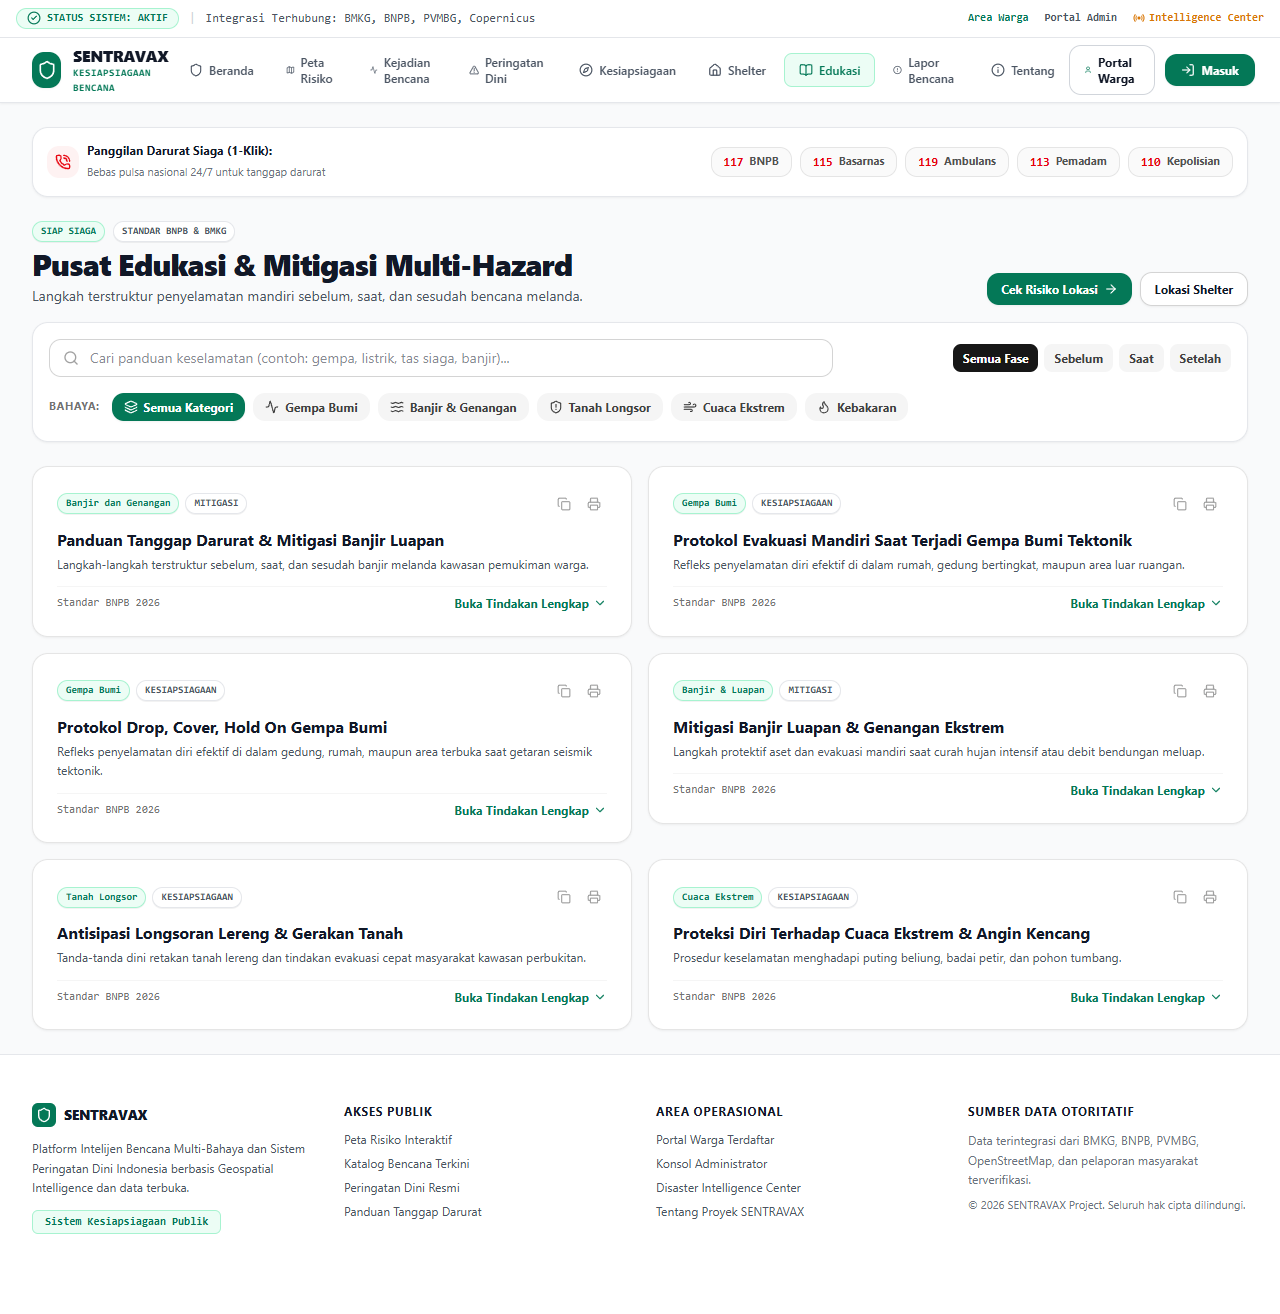 STATUS SISTEM: AKTIF | Integrasi Terhubung: BMKG, BNPB, PVMBG, Copernicus
Area Warga Portal Admin Intelligence Center
SENTRAVAX
KESIAPSIAGAAN
BENCANA
Beranda
Peta
Risiko
Kejadian
Bencana
Peringatan
Dini
Kesiapsiagaan
Shelter
Edukasi
Lapor
Bencana
Tentang
Portal
Warga
Masuk
Panggilan Darurat Siaga (1-Klik):
Bebas pulsa nasional 24/7 untuk tanggap darurat
117 BNPB
115 Basarnas
119 Ambulans
113 Pemadam
110 Kepolisian
SIAP SIAGA
STANDAR BNPB & BMKG
Pusat Edukasi & Mitigasi Multi-Hazard
Langkah terstruktur penyelamatan mandiri sebelum, saat, dan sesudah bencana melanda.
Cek Risiko Lokasi
Lokasi Shelter
Cari panduan keselamatan (contoh: gempa, listrik, tas siaga, banjir)...
Semua Fase
Sebelum
Saat
Setelah
BAHAYA:
Semua Kategori
Gempa Bumi
Banjir & Genangan
Tanah Longsor
Cuaca Ekstrem
Kebakaran
Banjir dan Genangan
MITIGASI
Panduan Tanggap Darurat & Mitigasi Banjir Luapan
Langkah-langkah terstruktur sebelum, saat, dan sesudah banjir melanda kawasan pemukiman warga.
Standar BNPB 2026
Buka Tindakan Lengkap
Gempa Bumi
KESIAPSIAGAAN
Protokol Evakuasi Mandiri Saat Terjadi Gempa Bumi Tektonik
Refleks penyelamatan diri efektif di dalam rumah, gedung bertingkat, maupun area luar ruangan.
Standar BNPB 2026
Buka Tindakan Lengkap
Gempa Bumi
KESIAPSIAGAAN
Protokol Drop, Cover, Hold On Gempa Bumi
Refleks penyelamatan diri efektif di dalam gedung, rumah, maupun area terbuka saat getaran seismik
tektonik.
Standar BNPB 2026
Buka Tindakan Lengkap
Banjir & Luapan
MITIGASI
Mitigasi Banjir Luapan & Genangan Ekstrem
Langkah protektif aset dan evakuasi mandiri saat curah hujan intensif atau debit bendungan meluap.
Standar BNPB 2026
Buka Tindakan Lengkap
Tanah Longsor
KESIAPSIAGAAN
Antisipasi Longsoran Lereng & Gerakan Tanah
Tanda-tanda dini retakan tanah lereng dan tindakan evakuasi cepat masyarakat kawasan perbukitan.
Standar BNPB 2026
Buka Tindakan Lengkap
Cuaca Ekstrem
KESIAPSIAGAAN
Proteksi Diri Terhadap Cuaca Ekstrem & Angin Kencang
Prosedur keselamatan menghadapi puting beliung, badai petir, dan pohon tumbang.
Standar BNPB 2026
Buka Tindakan Lengkap
SENTRAVAX
Platform Intelijen Bencana Multi-Bahaya dan Sistem
Peringatan Dini Indonesia berbasis Geospatial
Intelligence dan data terbuka.
Sistem Kesiapsiagaan Publik
AKSES PUBLIK
Peta Risiko Interaktif
Katalog Bencana Terkini
Peringatan Dini Resmi
Panduan Tanggap Darurat
AREA OPERASIONAL
Portal Warga Terdaftar
Konsol Administrator
Disaster Intelligence Center
Tentang Proyek SENTRAVAX
SUMBER DATA OTORITATIF
Data terintegrasi dari BMKG, BNPB, PVMBG,
OpenStreetMap, dan pelaporan masyarakat
terverifikasi.
© 2026 SENTRAVAX Project. Seluruh hak cipta dilindungi.